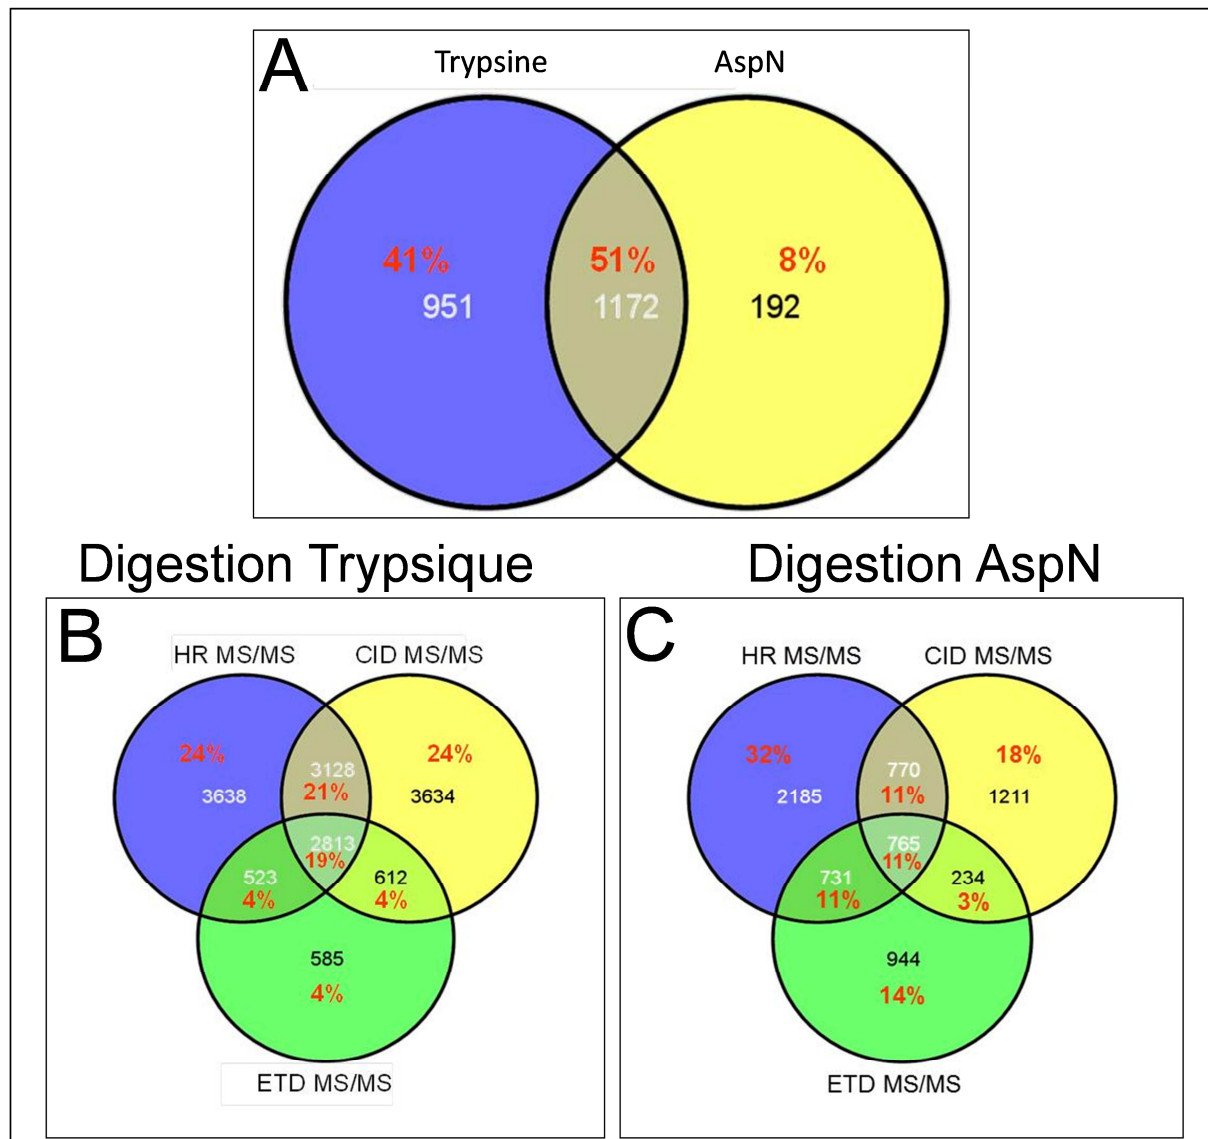 A
Trypsine AspN
41% 51% 8%
951 1172 192
Digestion Trypsique
Digestion AspN
B
HR MS/MS CID MS/MS
24% 24%
3128
21%
3638 3634
2813
19%
523 612
4% 4%
585
4%
ETD MS/MS
C
HR MS/MS CID MS/MS
32% 18%
770
11%
2185 1211
765
11%
731 234
11% 3%
944
14%
ETD MS/MS